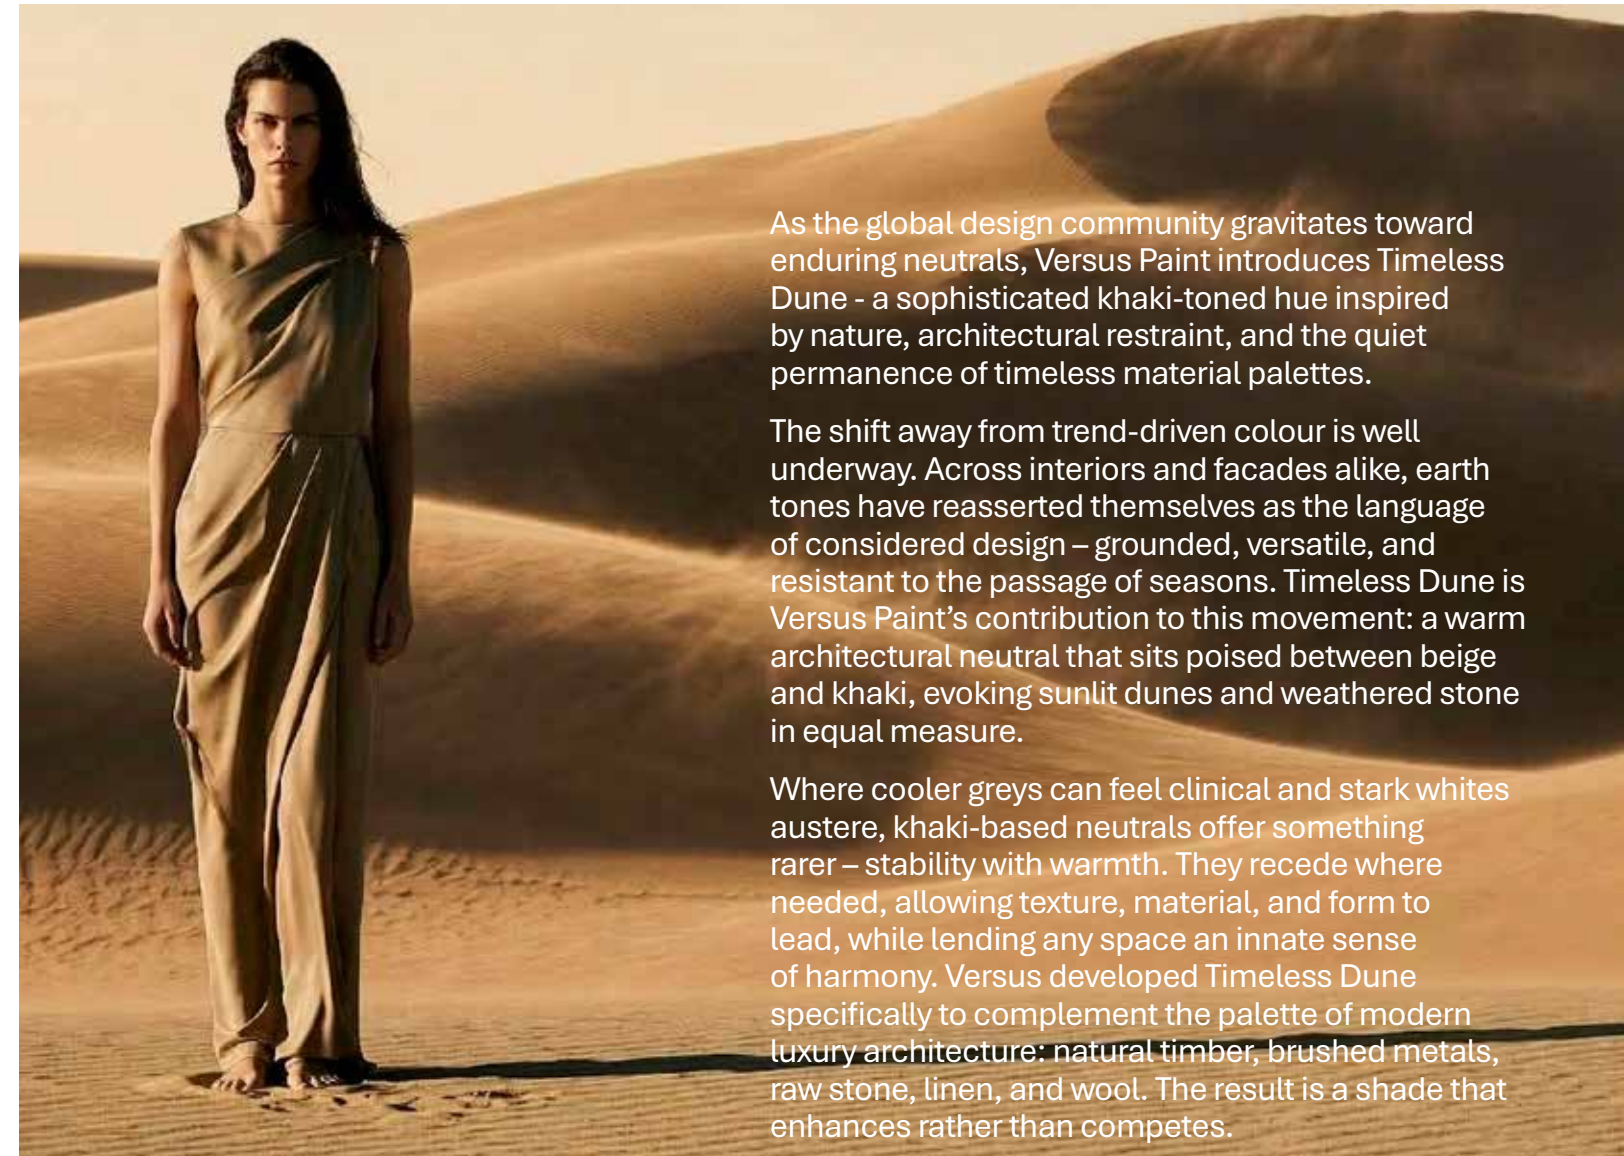 As the global design community gravitates toward
enduring neutrals, Versus Paint introduces Timeless
Dune - a sophisticated khaki-toned hue inspired
by nature, architectural restraint, and the quiet
permanence of timeless material palettes.
The shift away from trend-driven colour is well
underway. Across interiors and facades alike, earth
tones have reasserted themselves as the language
of considered design – grounded, versatile, and
resistant to the passage of seasons. Timeless Dune is
Versus Paint’s contribution to this movement: a warm
architectural neutral that sits poised between beige
and khaki, evoking sunlit dunes and weathered stone
in equal measure.
Where cooler greys can feel clinical and stark whites
austere, khaki-based neutrals offer something
rarer – stability with warmth. They recede where
needed, allowing texture, material, and form to
lead, while lending any space an innate sense
of harmony. Versus developed Timeless Dune
specifically to complement the palette of modern
luxury architecture: natural timber, brushed metals,
raw stone, linen, and wool. The result is a shade that
enhances rather than competes.